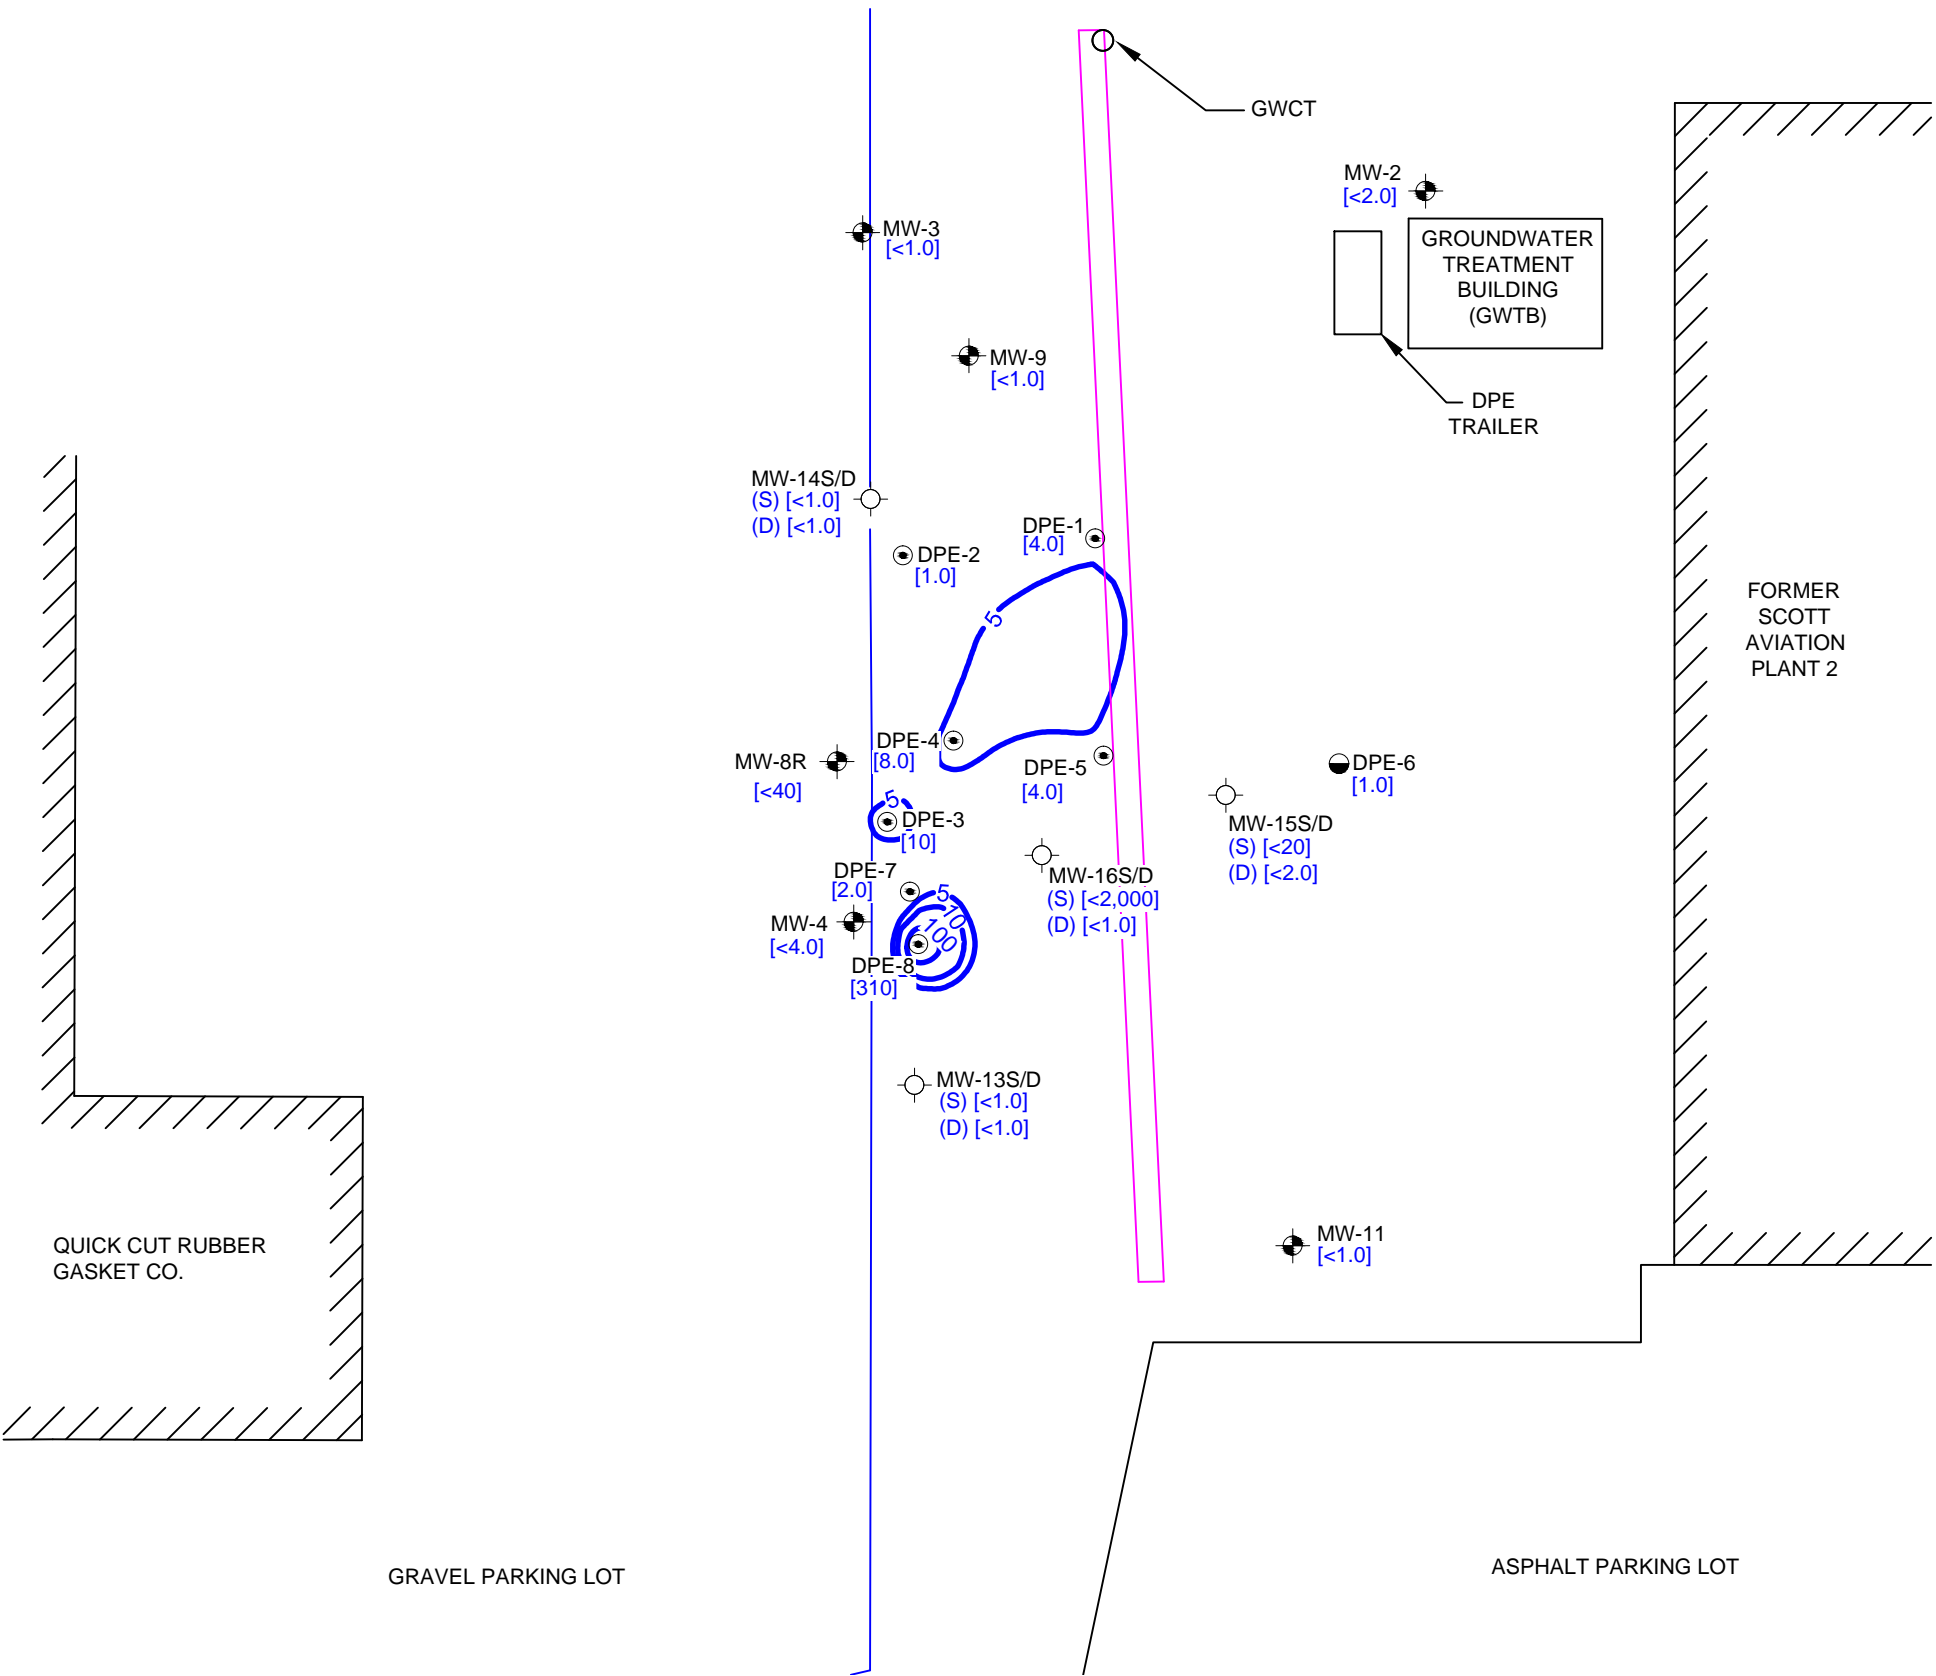 GWCT
MW-2
[<2.0]
MW-3
[<1.0]
GROUNDWATER
TREATMENT
BUILDING
(GWTB)
MW-9
[<1.0]
DPE
TRAILER
MW-14S/D
(S) [<1.0]
(D) [<1.0]
DPE-1
[4.0]
DPE-2
[1.0]
5
FORMER
SCOTT
AVIATION
PLANT 2
DPE-4
[8.0]
MW-8R
[<40]
DPE-5
[4.0]
DPE-6
[1.0]
5
DPE-3
[10]
MW-15S/D
(S) [<20]
(D) [<2.0]
DPE-7
[2.0]
MW-16S/D
(S) [<2,000]
(D) [<1.0]
5
10
100
MW-4
[<4.0]
DPE-8
[310]
MW-13S/D
(S) [<1.0]
(D) [<1.0]
MW-11
[<1.0]
QUICK CUT RUBBER
GASKET CO.
GRAVEL PARKING LOT
ASPHALT PARKING LOT